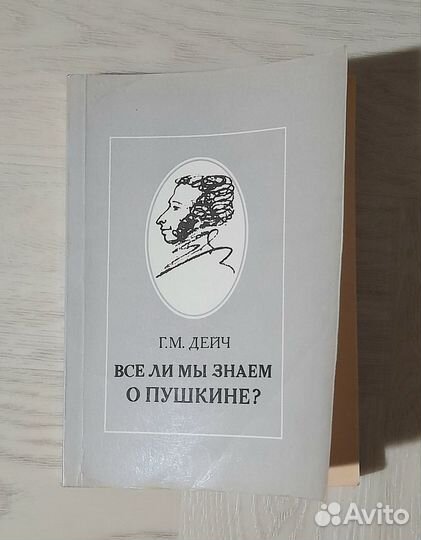 Г.М. ДЕЙЧ
ВСЕ ЛИ МЫ ЗНАЕМ
О ПУШКИНЕ?
Avito